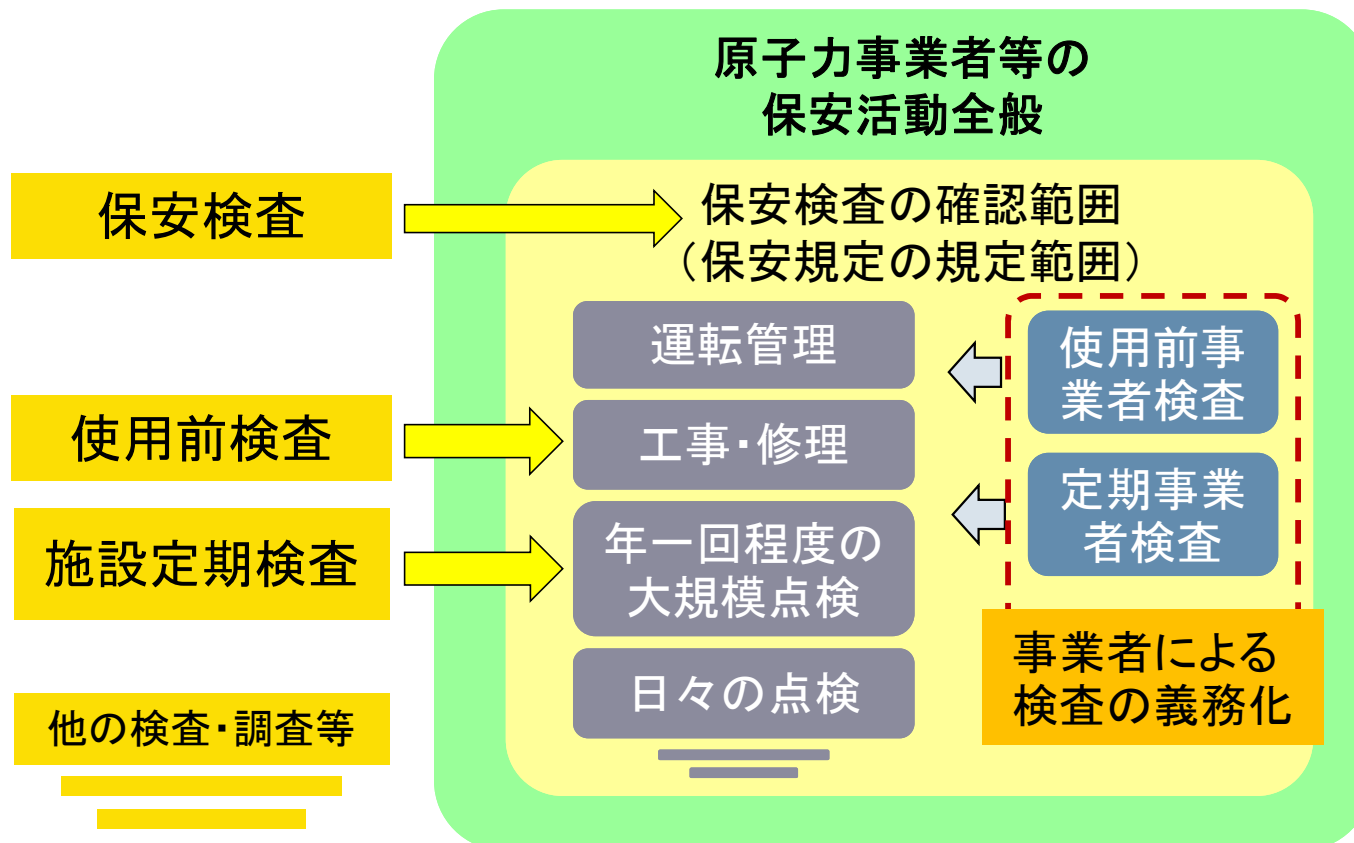 原子力事業者等の
保安活動全般
保安検査
保安検査の確認範囲
（保安規定の規定範囲）
使用前検査
施設定期検査
他の検査・調査等
運転管理
工事・修理
年一回程度の
大規模点検
日々の点検
使用前事
業者検査
定期事業
者検査
事業者による
検査の義務化